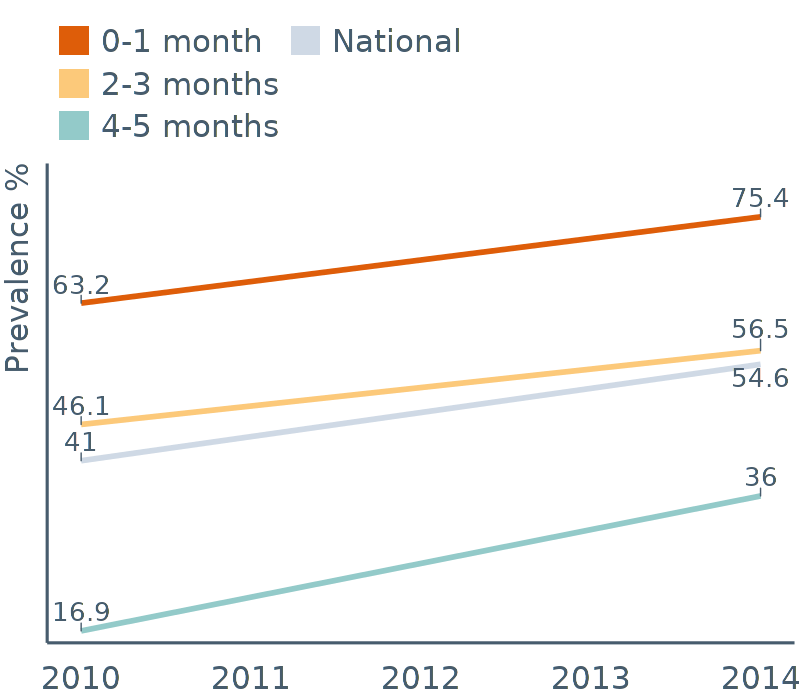 0-1 month
National
2-3 months
4-5 months
Prevalence %
75.4
63.2
56.5
54.6
46.1
41
36
16.9
2010 2011 2012 2013 2014